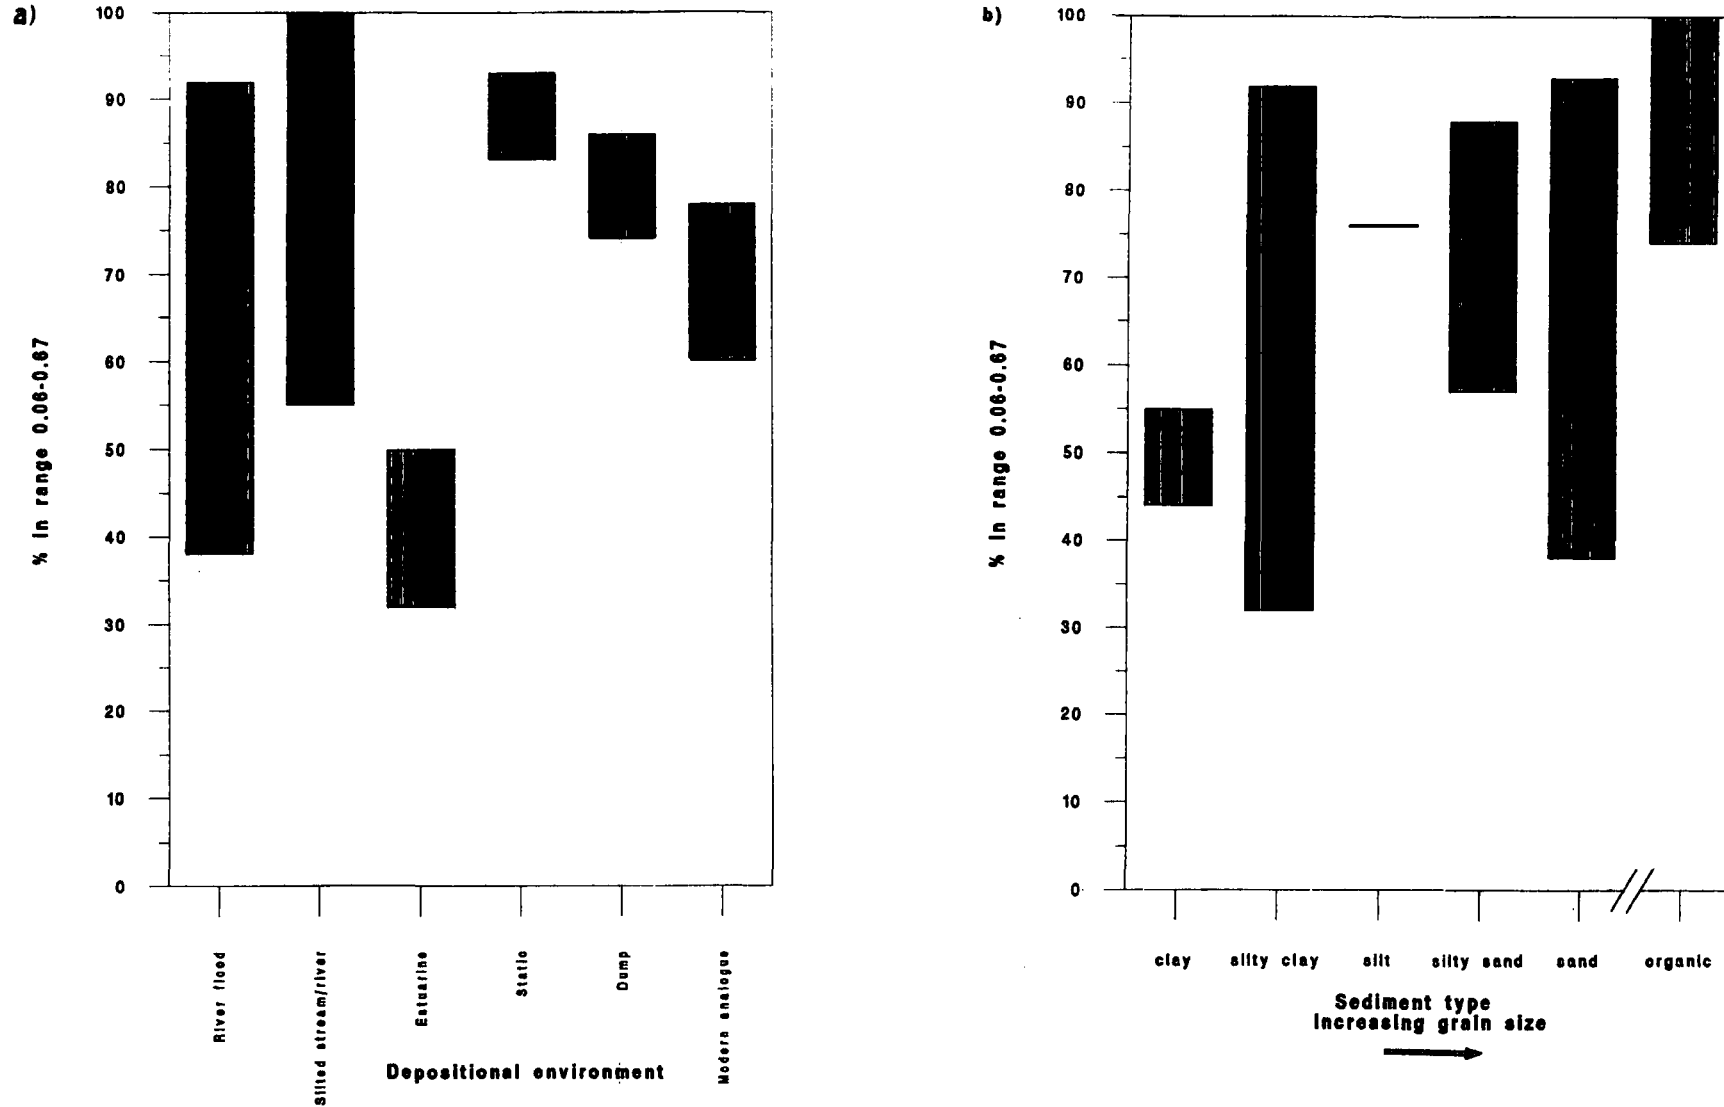 a)
100
90
80
70
60
50
40
30
20
10
0
% in range 0.06-0.67
River flood
Silted stream/river
Estuarine
Static
Dump
Modern analogue
Depositional environment
b)
100
90
80
70
60
50
40
30
20
10
0
% in range 0.06-0.67
clay
silty clay
silt
silty sand
sand
organic
Sediment type
Increasing grain size